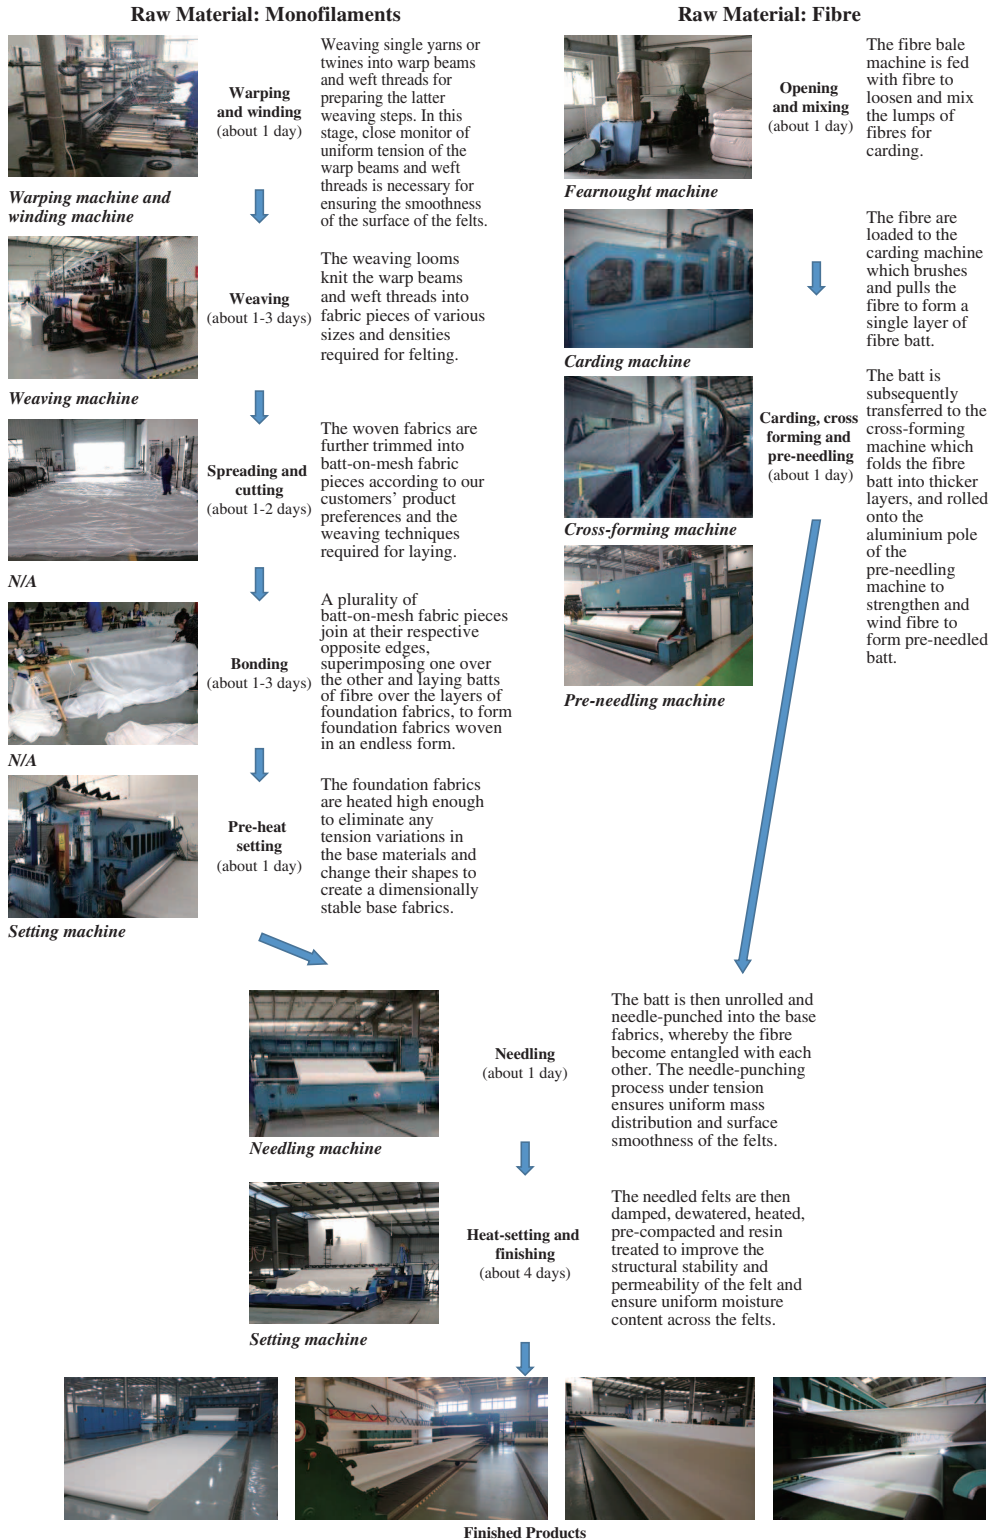 Raw Material: Monofilaments
Warping
and winding
(about 1 day)
Weaving single yarns or
twines into warp beams
and weft threads for
preparing the latter
weaving steps. In this
stage, close monitor of
uniform tension of the
warp beams and weft
threads is necessary for
ensuring the smoothness
of the surface of the felts.
Warping machine and
winding machine
Weaving
(about 1-3 days)
The weaving looms
knit the warp beams
and weft threads into
fabric pieces of various
sizes and densities
required for felting.
Weaving machine
Spreading and
cutting
(about 1-2 days)
The woven fabrics are
further trimmed into
batt-on-mesh fabric
pieces according to our
customers' product
preferences and the
weaving techniques
required for laying.
N/A
Bonding
(about 1-3 days)
A plurality of
batt-on-mesh fabric pieces
join at their respective
opposite edges,
superimposing one over
the other and laying batts
of fibre over the layers of
foundation fabrics, to form
foundation fabrics woven
in an endless form.
N/A
Pre-heat
setting
(about 1 day)
The foundation fabrics
are heated high enough
to eliminate any
tension variations in
the base materials and
change their shapes to
create a dimensionally
stable base fabrics.
Setting machine
Raw Material: Fibre
Opening
and mixing
(about 1 day)
The fibre bale
machine is fed
with fibre to
loosen and mix
the lumps of
fibres for
carding.
Fearnought machine
The fibre are
loaded to the
carding machine
which brushes
and pulls the
fibre to form a
single layer of
fibre batt.
Carding machine
Carding, cross
forming and
pre-needling
(about 1 day)
The batt is
subsequently
transferred to the
cross-forming
machine which
folds the fibre
batt into thicker
layers, and rolled
onto the
aluminium pole
of the
pre-needling
machine to
strengthen and
wind fibre to
form pre-needled
batt.
Cross-forming machine
Pre-needling machine
Needling
(about 1 day)
The batt is then unrolled and
needle-punched into the base
fabrics, whereby the fibre
become entangled with each
other. The needle-punching
process under tension
ensures uniform mass
distribution and surface
smoothness of the felts.
Needling machine
Heat-setting and
finishing
(about 4 days)
The needled felts are then
damped, dewatered, heated,
pre-compacted and resin
treated to improve the
structural stability and
permeability of the felt and
ensure uniform moisture
content across the felts.
Setting machine
Finished Products